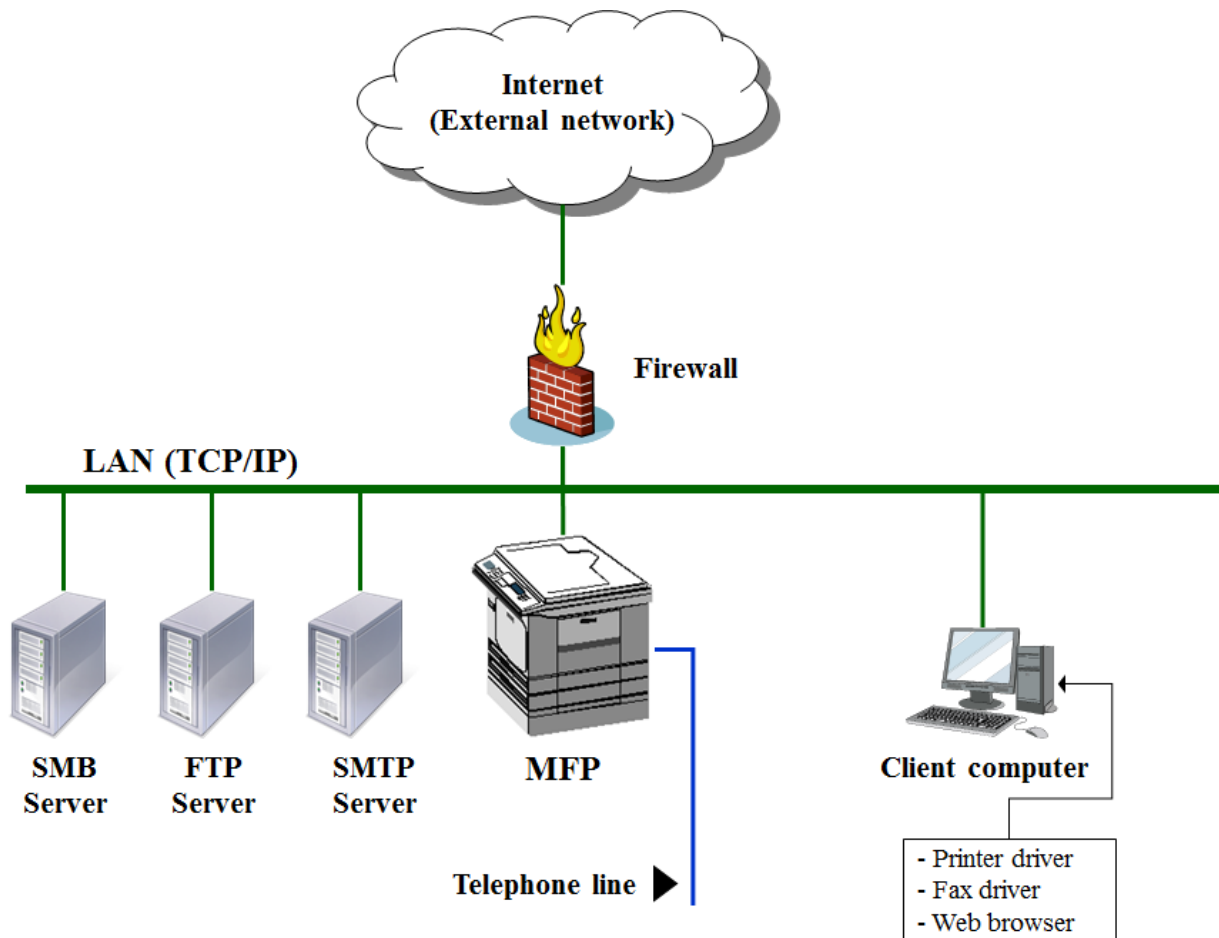 Internet
(External network)
Firewall
LAN (TCP/IP)
SMB
Server
FTP
Server
SMTP
Server
MFP
Client computer
Telephone line
- Printer driver
- Fax driver
- Web browser